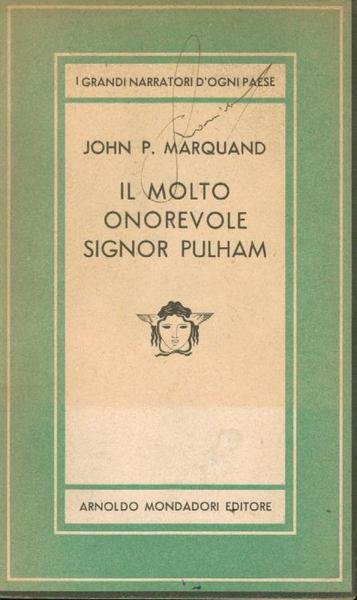 I GRANDI NARRATORI D'OGNI PAESE
JOHN P. MARQUAND
IL MOLTO
ONOREVOLE
SIGNOR PULHAM
ARNOLDO MONDADORI EDITORE